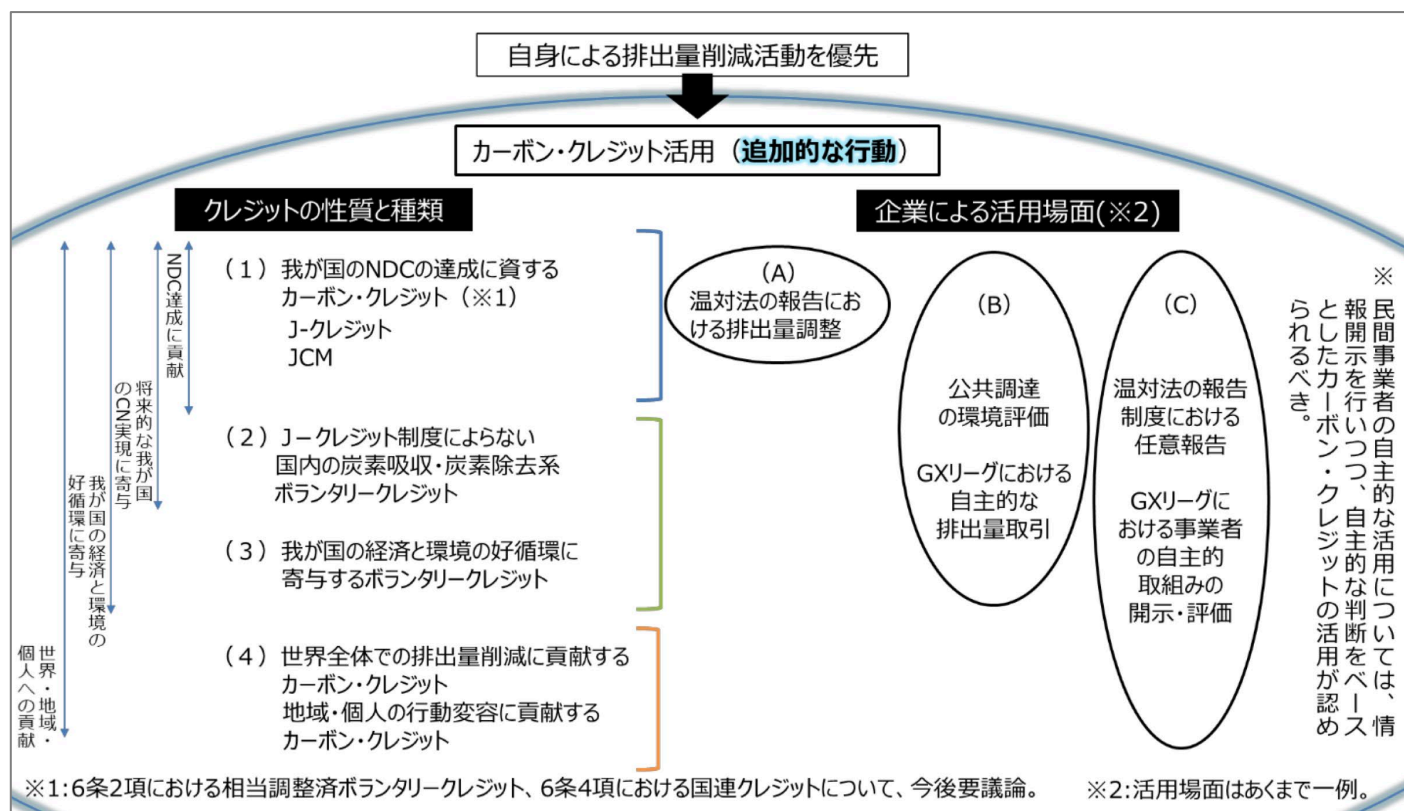 自身による排出量削減活動を優先
カーボン・クレジット活用（追加的な行動）
クレジットの性質と種類
企業による活用場面(※2)
NDC達成に貢献
将来的な我が国
のCN実現に寄与
我が国の経済と環境の
好循環に寄与
世界・地域・
個人への貢献
（１）我が国のNDCの達成に資する
カーボン・クレジット（※1）
J-クレジット
JCM
（２）J－クレジット制度によらない
国内の炭素吸収・炭素除去系
ボランタリークレジット
（３）我が国の経済と環境の好循環に
寄与するボランタリークレジット
（４）世界全体での排出量削減に貢献する
カーボン・クレジット
地域・個人の行動変容に貢献する
カーボン・クレジット
（A）
温対法の報告にお
ける排出量調整
（B）
公共調達
の環境評価
GXリーグにおける
自主的な
排出量取引
（C）
温対法の報告
制度における
任意報告
GXリーグに
おける事業者
の自主的
取組みの
開示・評価
※ 民間事業者の自主的な活用については、情
報開示を行いつつ、自主的な判断をベース
としたカーボン・クレジットの活用が認め
られるべき。
※1:6条2項における相当調整済ボランタリークレジット、6条4項における国連クレジットについて、今後要議論。
※2:活用場面はあくまで一例。